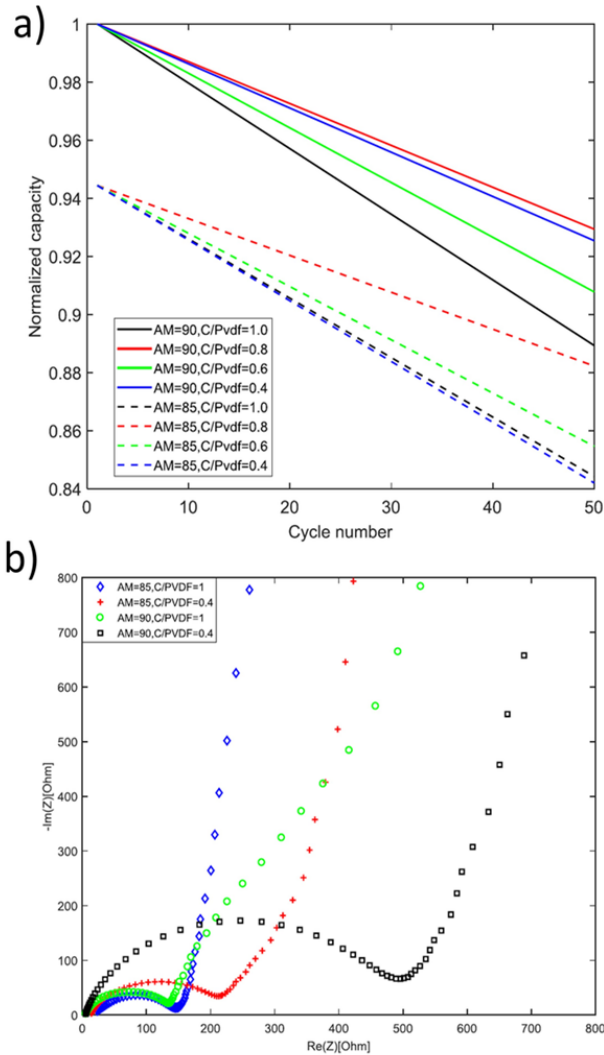 a)
1
0.98
0.96
0.94
0.92
0.9
0.88
0.86
0.84
Normalized capacity
AM=90,C/Pvdf=1.0
AM=90,C/Pvdf=0.8
AM=90,C/Pvdf=0.6
AM=90,C/Pvdf=0.4
AM=85,C/Pvdf=1.0
AM=85,C/Pvdf=0.8
AM=85,C/Pvdf=0.6
AM=85,C/Pvdf=0.4
0 10 20 30 40 50
Cycle number
b)
800
700
600
500
400
300
200
100
0
-Im(Z)[Ohm]
AM=85,C/PVDF=1
AM=85,C/PVDF=0.4
AM=90,C/PVDF=1
AM=90,C/PVDF=0.4
0 100 200 300 400 500 600 700 800
Re(Z)[Ohm]